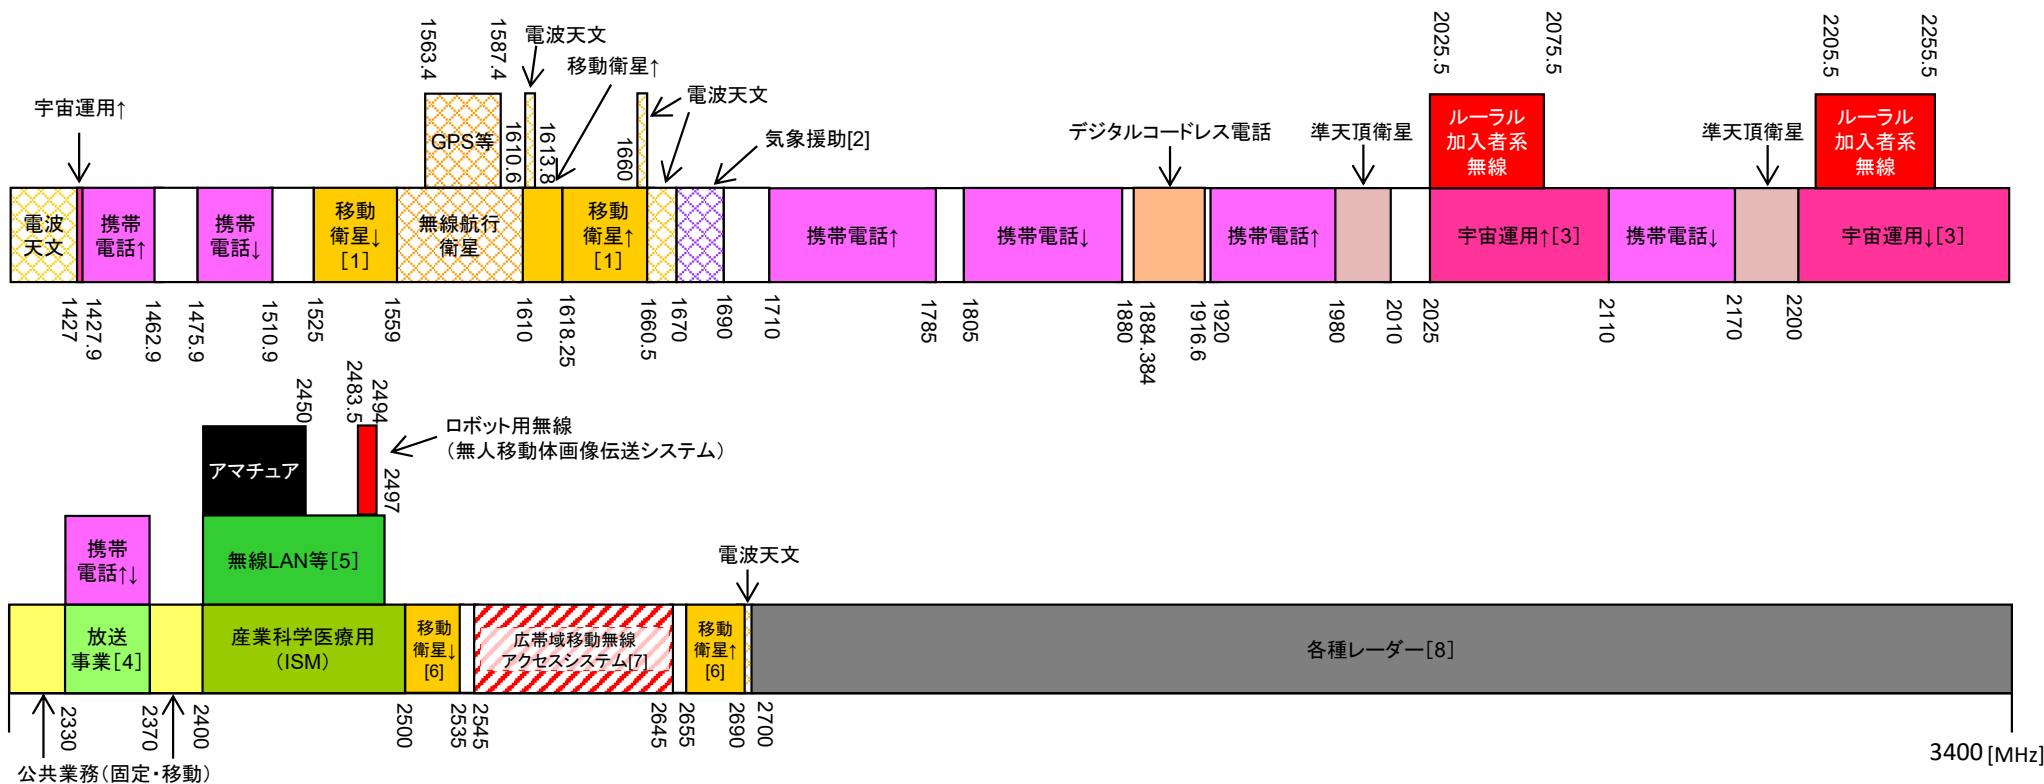 1563.4
1587.4
電波天文
移動衛星↑
電波天文
宇宙運用↑
GPS等
1610.6
1613.8
1660
気象援助[2]
デジタルコードレス電話
準天頂衛星
2025.5
2075.5
ルーラル
加入者系
無線
準天頂衛星
2205.5
2255.5
ルーラル
加入者系
無線
電波
天文
携帯
電話↑
携帯
電話↓
移動
衛星↓
[1]
無線航行
衛星
移動
衛星↑
[1]
携帯電話↑
携帯電話↓
携帯電話↑
宇宙運用↑[3]
携帯電話↓
宇宙運用↓[3]
1427
1427.9
1462.9
1475.9
1510.9
1525
1559
1610
1618.25
1660.5
1670
1690
1710
1785
1805
1880
1884.384
1916.6
1920
1980
2010
2025
2110
2170
2200
2450
2483.5
2494
2497
ロボット用無線
（無人移動体画像伝送システム）
アマチュア
携帯
電話↑↓
無線LAN等[5]
電波天文
放送
事業[4]
産業科学医療用
（ISM）
移動
衛星↓
[6]
広帯域移動無線
アクセスシステム[7]
移動
衛星↑
[6]
各種レーダー[8]
2330
2370
2400
2500
2535
2545
2645
2655
2690
2700
3400 [MHz]
公共業務（固定・移動）